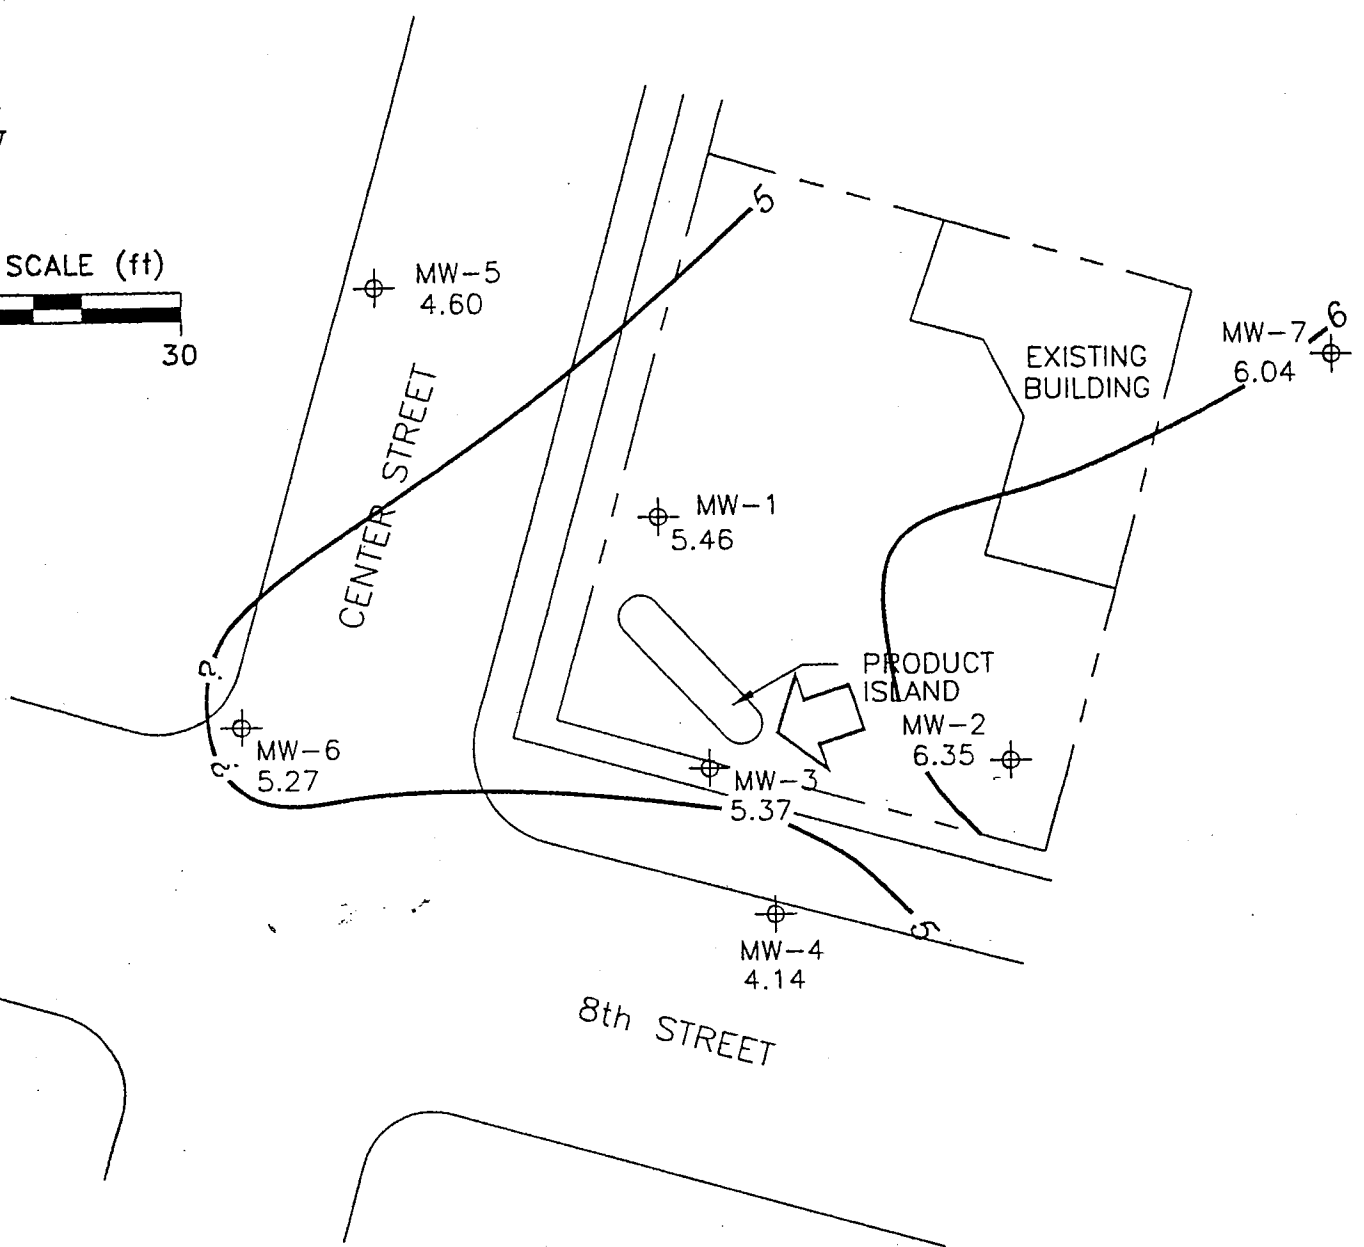 5
SCALE (ft)
30
MW-5
4.60
MW-7
6
6.04
EXISTING
BUILDING
CENTER STREET
MW-1
5.46
?
PRODUCT
ISLAND
MW-2
6.35
MW-6
5.27
?
MW-3
5.37
5
MW-4
4.14
8th STREET